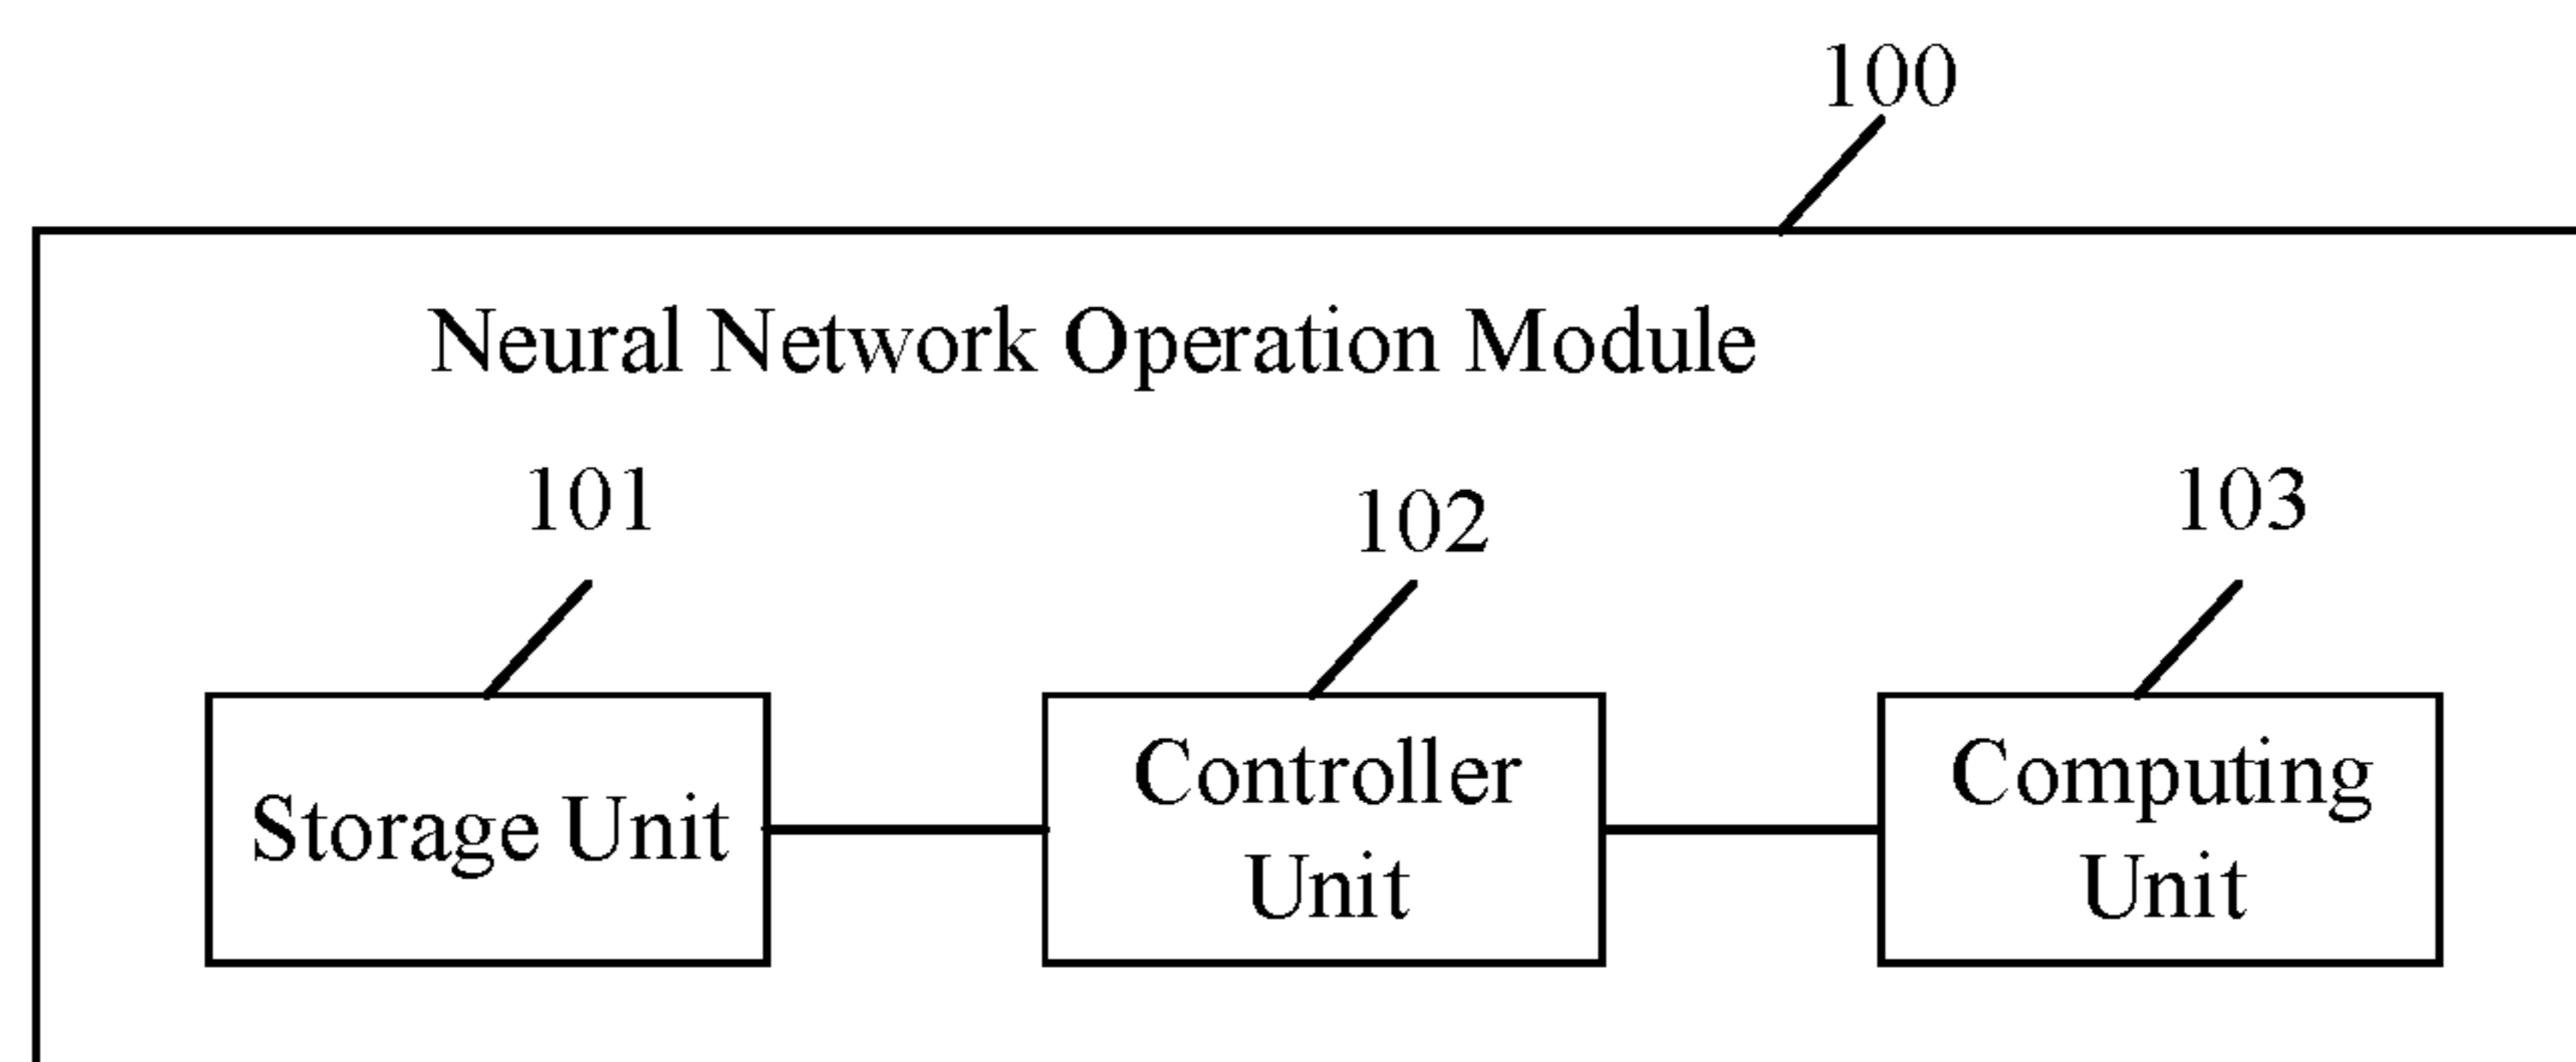 100
Neural Network Operation Module
101
102
103
Storage Unit
Controller
Unit
Computing
Unit